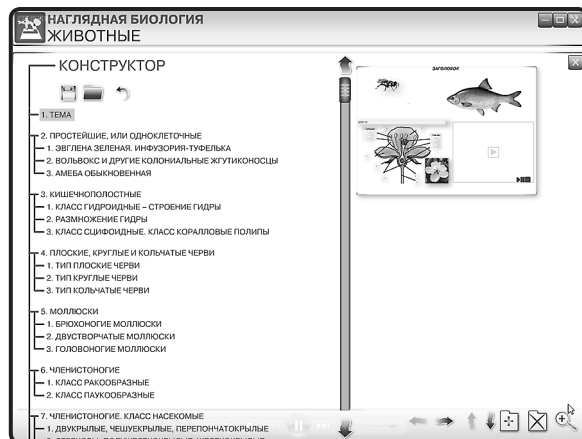 НАГЛЯДНАЯ БИОЛОГИЯ
ЖИВОТНЫЕ
КОНСТРУКТОР
1. ТЕМА
2. ПРОСТЕЙШИЕ, ИЛИ ОДНОКЛЕТОЧНЫЕ
1. ЭВГЛЕНА ЗЕЛЕНАЯ. ИНФУЗОРИЯ-ТУФЕЛЬКА
2. ВОЛЬВОКС И ДРУГИЕ КОЛОНИАЛЬНЫЕ ЖГУТИКОНОСЦЫ
3. АМЕБА ОБЫКНОВЕННАЯ
3. КИШЕЧНОПОЛОСТНЫЕ
1. КЛАСС ГИДРОИДНЫЕ – СТРОЕНИЕ ГИДРЫ
2. РАЗМНОЖЕНИЕ ГИДРЫ
3. КЛАСС СЦИФОИДНЫЕ. КЛАСС КОРАЛЛОВЫЕ ПОЛИПЫ
4. ПЛОСКИЕ, КРУГЛЫЕ И КОЛЬЧАТЫЕ ЧЕРВИ
1. ТИП ПЛОСКИЕ ЧЕРВИ
2. ТИП КРУГЛЫЕ ЧЕРВИ
3. ТИП КОЛЬЧАТЫЕ ЧЕРВИ
5. МОЛЛЮСКИ
1. БРЮХОНОГИЕ МОЛЛЮСКИ
2. ДВУСТВОРЧАТЫЕ МОЛЛЮСКИ
3. ГОЛОВОНОГИЕ МОЛЛЮСКИ
6. ЧЛЕНИСТОНОГИЕ
1. КЛАСС РАКООБРАЗНЫЕ
2. КЛАСС ПАУКООБРАЗНЫЕ
7. ЧЛЕНИСТОНОГИЕ. КЛАСС НАСЕКОМЫЕ
1. ДВУКРЫЛЫЕ, ЧЕШУЕКРЫЛЫЕ, ПЕРЕПОНЧАТОКРЫЛЫЕ
ЗАГОЛОВОК